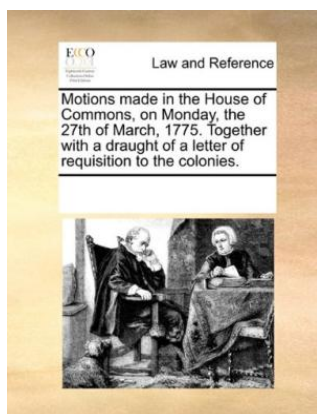 ECCO
Law and Reference
Motions made in the House of
Commons, on Monday, the
27th of March, 1775. Together
with a draught of a letter of
requisition to the colonies.